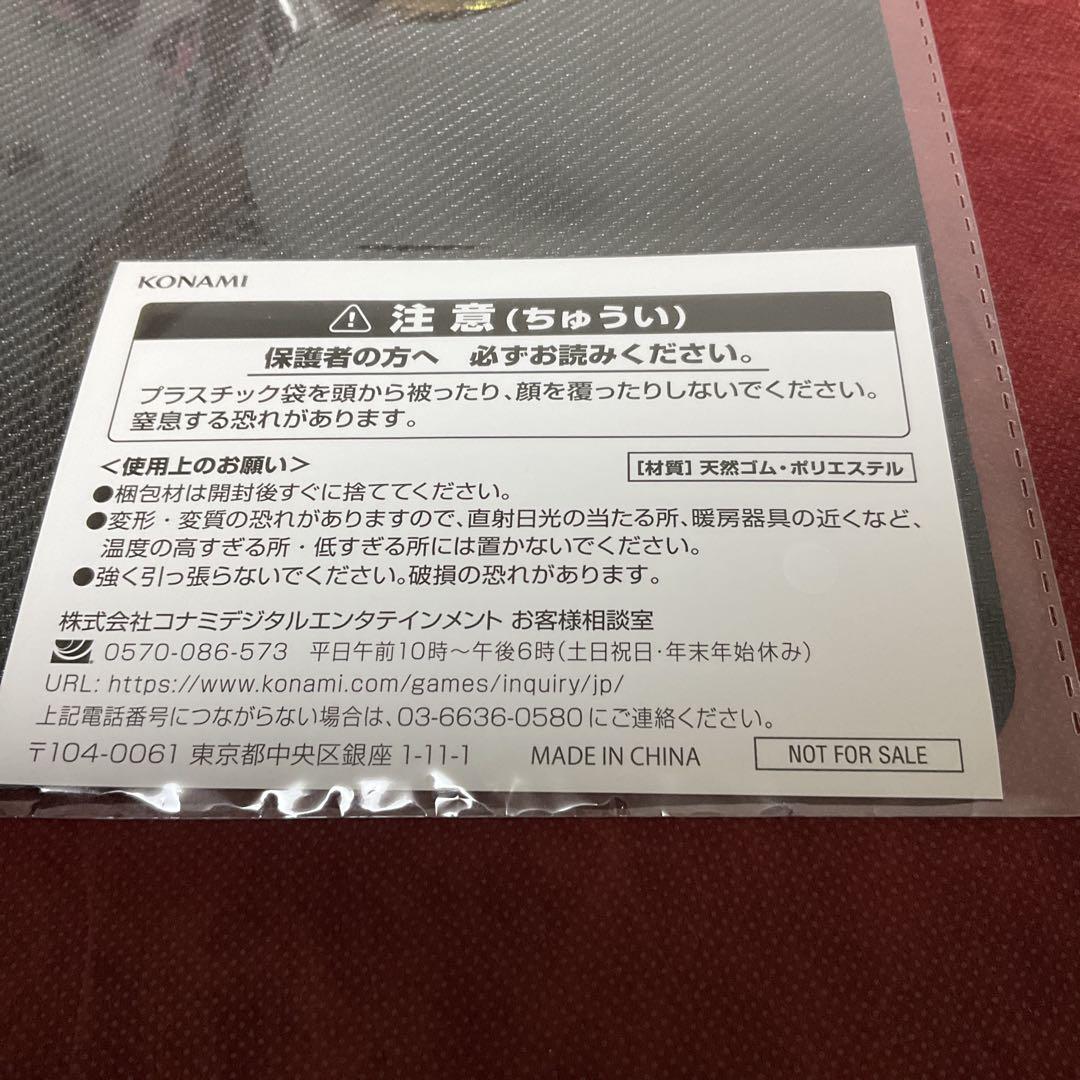 KONAMI
注意(ちゅうい)
保護者の方へ 必ずお読みください。
プラスチック袋を頭から被ったり、顔を覆ったりしないでください。
窒息する恐れがあります。
＜使用上のお願い＞
[材質] 天然ゴム・ポリエステル
●梱包材は開封後すぐに捨ててください。
●変形・変質の恐れがありますので、直射日光の当たる所、暖房器具の近くなど、
温度の高すぎる所・低すぎる所には置かないでください。
●強く引っ張らないでください。破損の恐れがあります。
株式会社コナミデジタルエンタテインメント お客様相談室
0570-086-573 平日午前10時～午後6時(土日祝日・年末年始休み)
URL: https://www.konami.com/games/inquiry/jp/
上記電話番号につながらない場合は、03-6636-0580にご連絡ください。
〒104-0061 東京都中央区銀座 1-11-1 MADE IN CHINA NOT FOR SALE